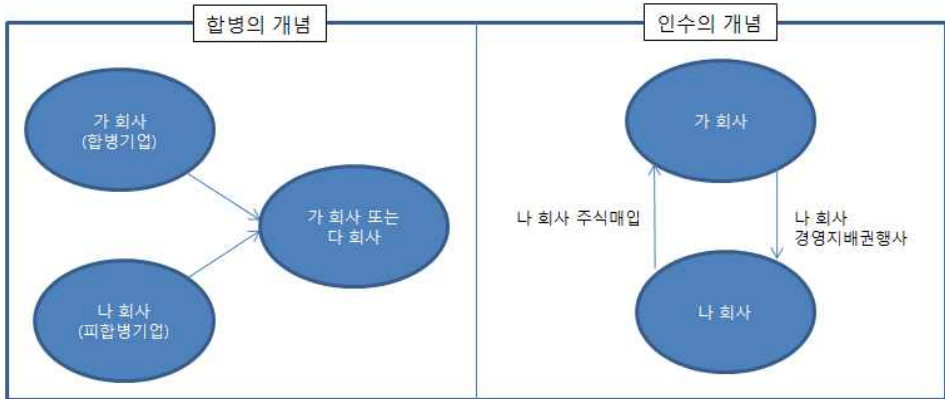 합병의 개념
가 회사
(합병기업)
가 회사 또는
다 회사
나 회사
(피합병기업)
인수의 개념
가 회사
나 회사 주식매입
나 회사
경영지배권행사
나 회사